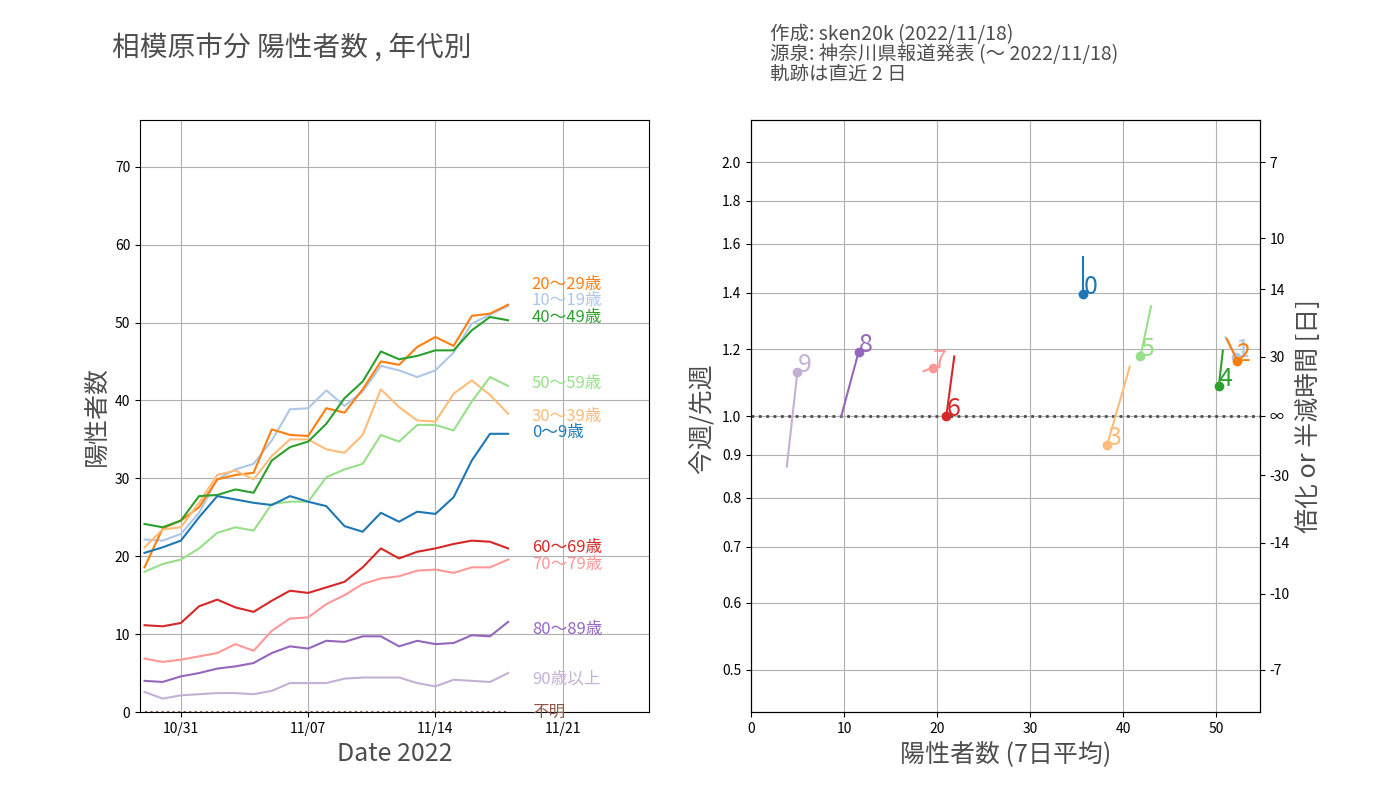 相模原市分 陽性者数 , 年代別
作成: sken20k (2022/11/18)
源泉: 神奈川県報道発表 (〜 2022/11/18)
軌跡は直近 2 日
陽性者数
70
60
50
40
30
20
10
0
20〜29歳
10〜19歳
40〜49歳
50〜59歳
30〜39歳
0〜9歳
60〜69歳
70〜79歳
80〜89歳
90歳以上
不明
10/31
11/07
11/14
11/21
Date 2022
今週/先週
2.0
1.8
1.6
1.4
1.2
1.0
0.9
0.8
0.7
0.6
0.5
0
1
2
3
4
5
6
7
8
9
7
10
14
30
∞
-30
-14
-10
-7
倍化 or 半減時間 [日]
0
10
20
30
40
50
陽性者数 (7日平均)